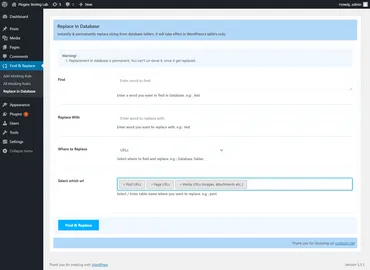 Plugins Testing Lab
5
0
New
Howdy, admin
Dashboard
Posts
Media
Pages
Comments
Find & Replace
Add Masking Rule
All Masking Rules
Replace in Database
Appearance
Plugins
Users
Tools
Settings
Collapse menu
Replace In Database
Instantly & permanently replace string from database tables. It will take effect in WordPress's tables only.
Warning!
Replacement in database is permanent. You can't un-done it, once it get replaced.
Find
Enter word to find
Enter a word you want to find in Database. e.g. Test
Replace With
Enter word to replace with
Enter word you want to replace with. e.g : Test
Where to Replace
URLs
Select where to find and replace. e.g : Database Tables
Select which url
× Post URLs
× Page URLs
× Media URLs (images, attachments etc.)
Select / Enter table name where you want to replace. e.g : post
Find & Replace
Thank you for choosing us!
Thank you for creating with WordPress.